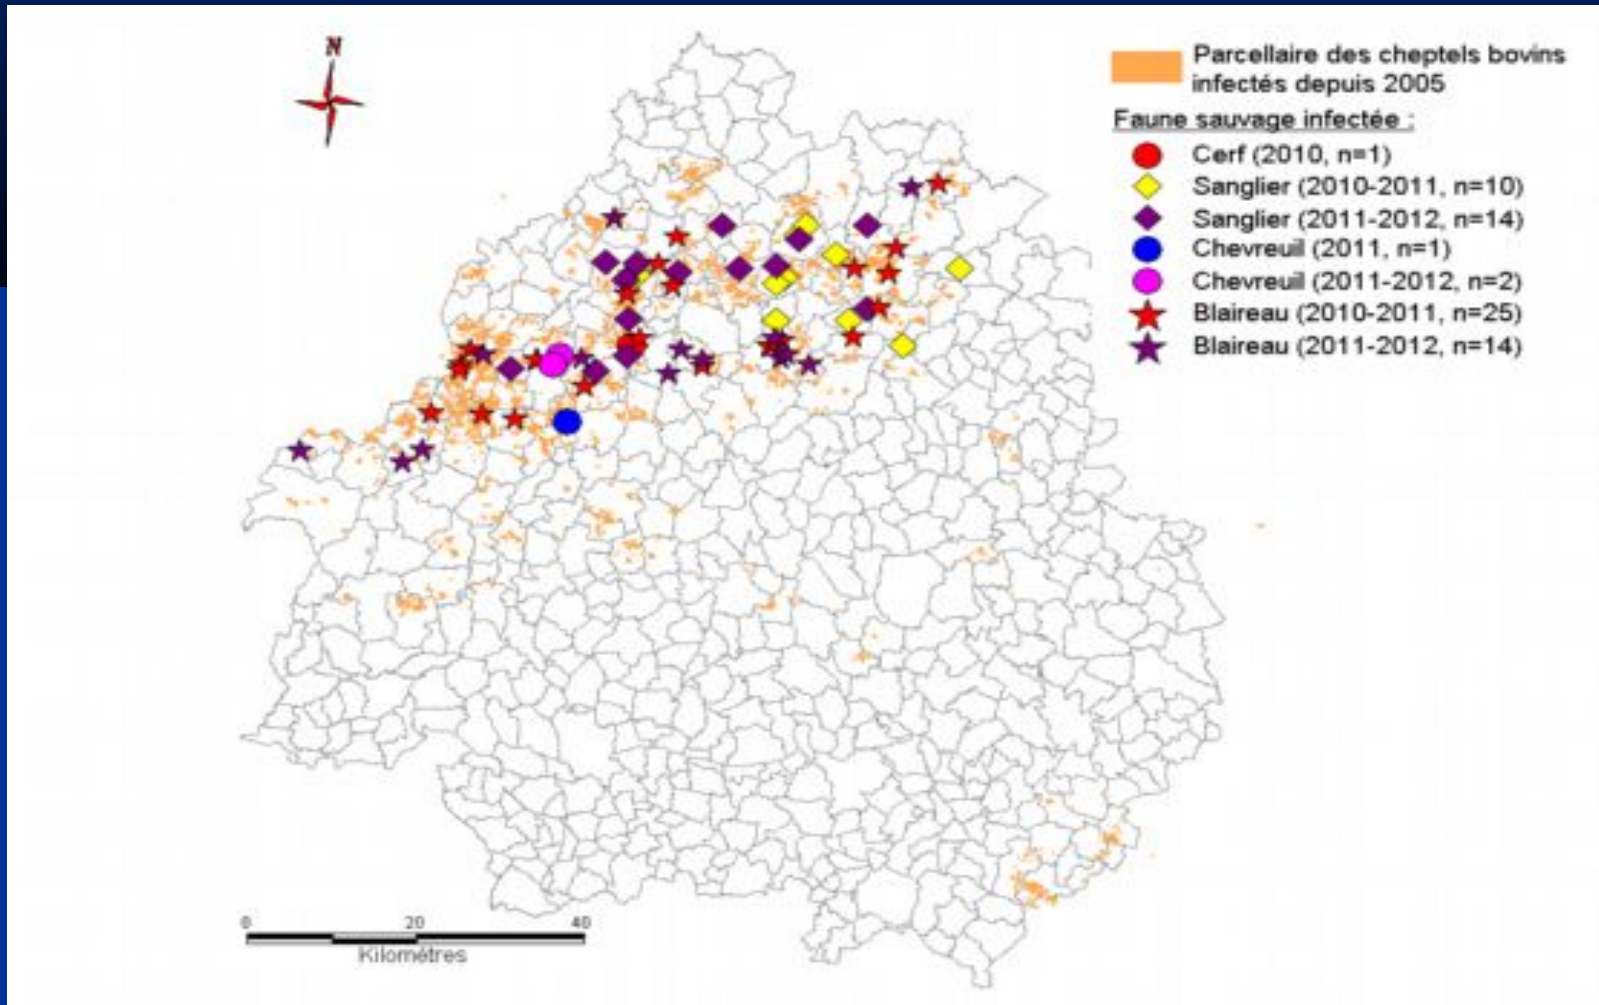 N
Parcellaire des cheptels bovins
infectés depuis 2005
Faune sauvage infectée :
Cerf (2010, n=1)
Sanglier (2010-2011, n=10)
Sanglier (2011-2012, n=14)
Chevreuil (2011, n=1)
Chevreuil (2011-2012, n=2)
Blaireau (2010-2011, n=25)
Blaireau (2011-2012, n=14)
0 20 40
Kilométres